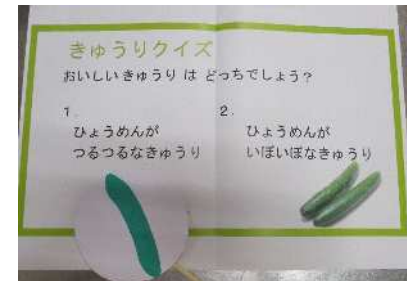 きゅうりクイズ
おいしいきゅうり は どっちでしょう？
1.
ひょうめんが
つるつるなきゅうり
2.
ひょうめんが
いぼいぼなきゅうり